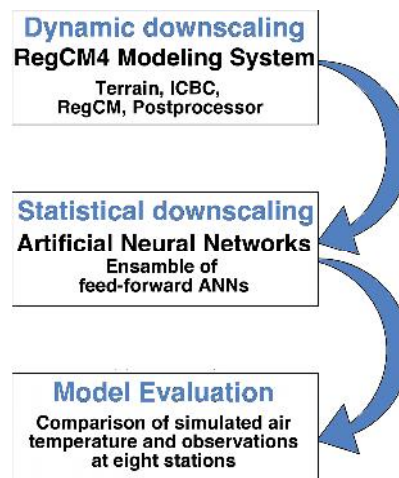 Dynamic downscaling
RegCM4 Modeling System
Terrain, ICBC,
RegCM, Postprocessor
Statistical downscaling
Artificial Neural Networks
Ensamble of
feed-forward ANNs
Model Evaluation
Comparison of simulated air
temperature and observations
at eight stations